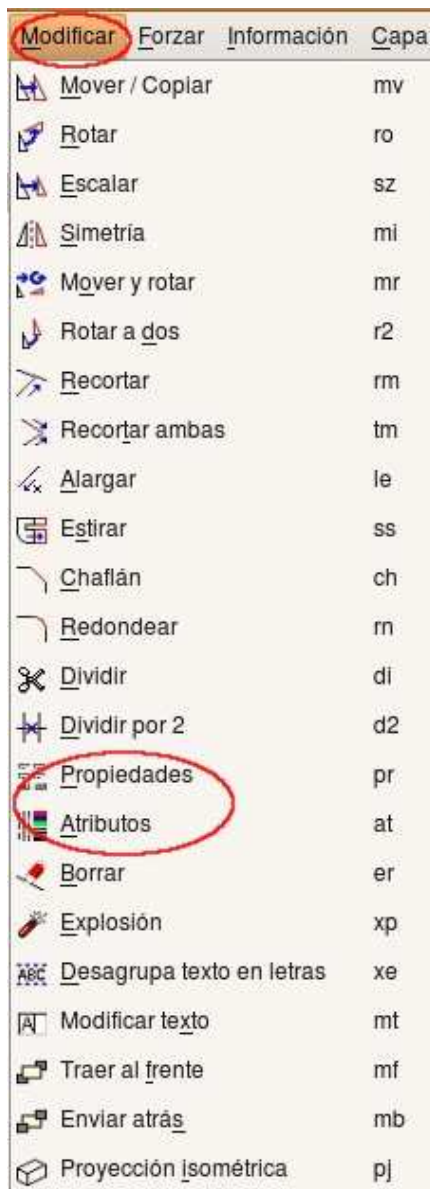 Modificar Forzar Información Capa
Mover / Copiar mv
Rotar ro
Escalar sz
Simetría mi
Mover y rotar mr
Rotar a dos r2
Recortar rm
Recortar ambas tm
Alargar le
Estirar ss
Chaflán ch
Redondear rn
Dividir di
Dividir por 2 d2
Propiedades pr
Atributos at
Borrar er
Explosión xp
ABC Desagrupa texto en letras xe
A Modificar texto mt
Traer al frente mf
Enviar atrás mb
Proyección isométrica pj